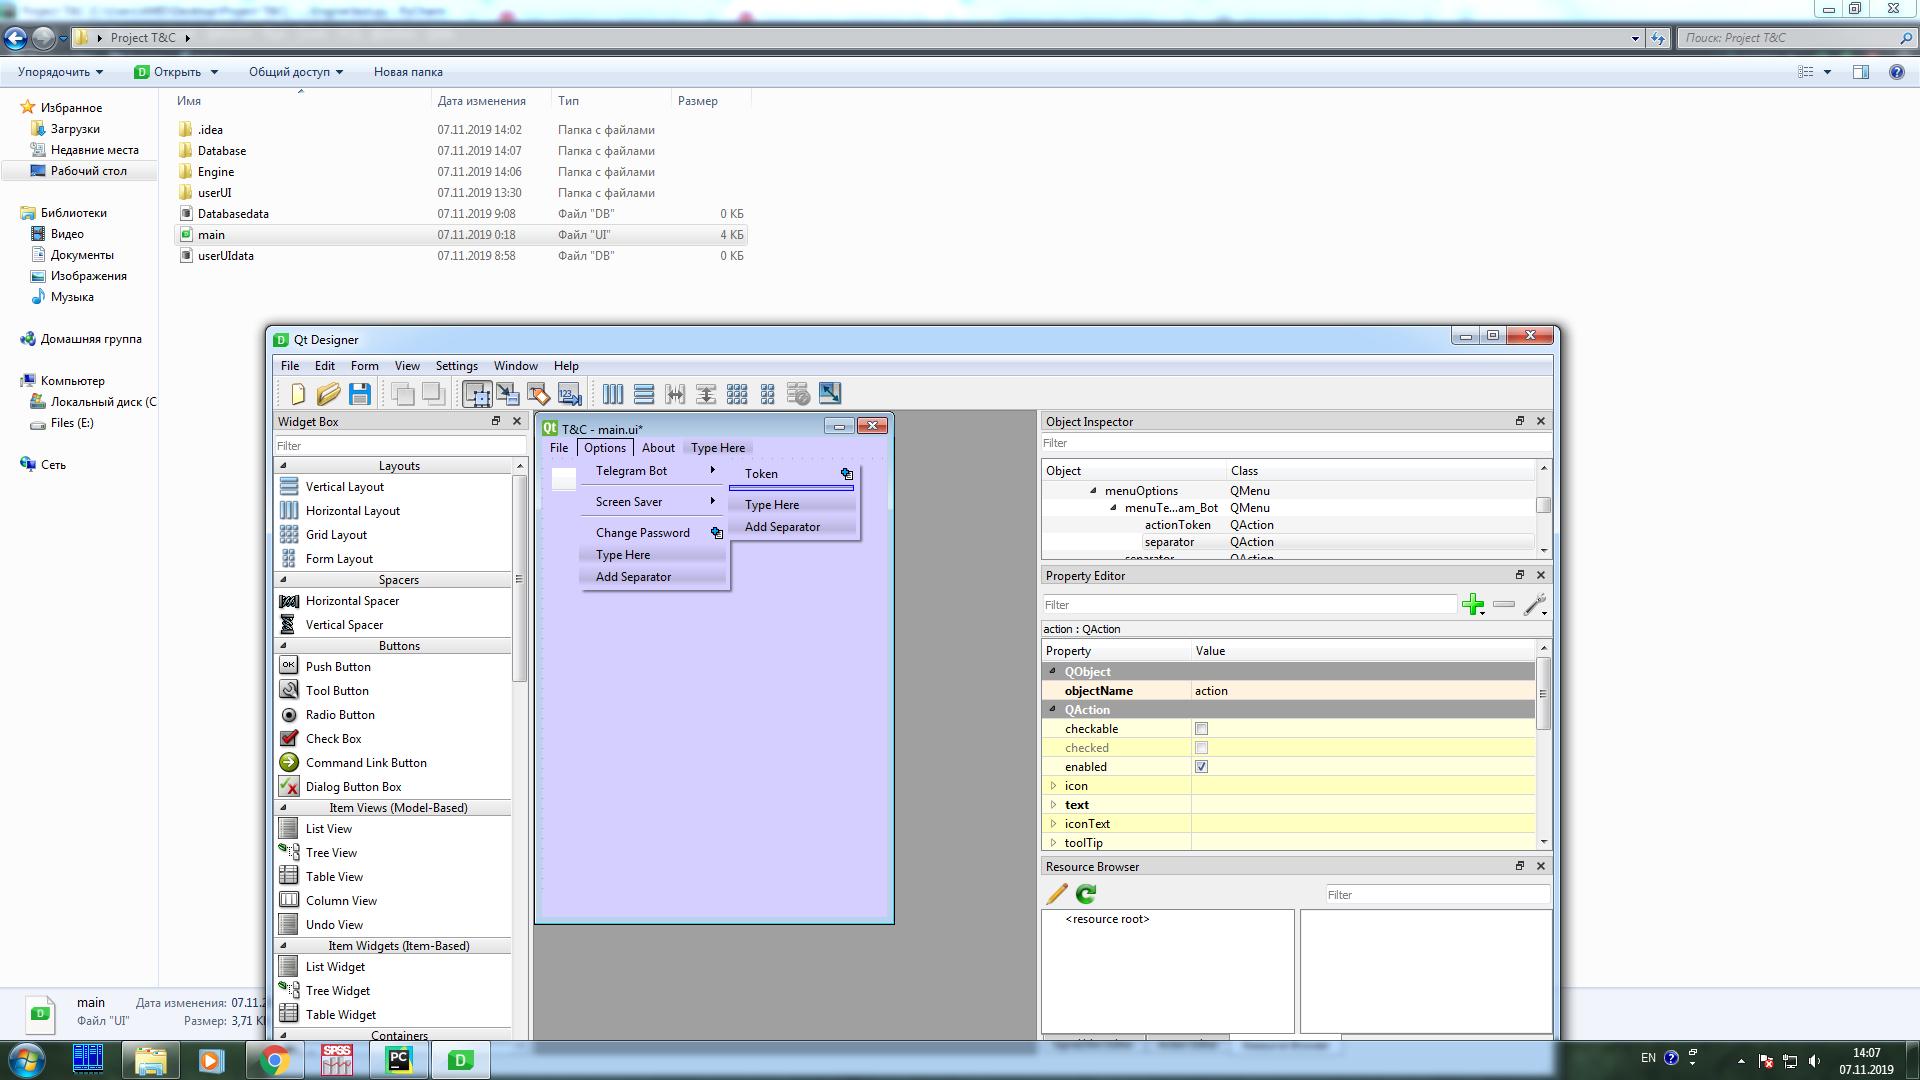 Project T&C
Поиск: Project T&C
Упорядочить
Открыть
Общий доступ
Новая папка
Имя
Дата изменения
Тип
Размер
Избранное
Загрузки
Недавние места
Рабочий стол
Библиотеки
Видео
Документы
Изображения
Музыка
Домашняя группа
Компьютер
Локальный диск (C
Files (E:)
Сеть
.idea 07.11.2019 14:02 Папка с файлами
Database 07.11.2019 14:07 Папка с файлами
Engine 07.11.2019 14:06 Папка с файлами
userUI 07.11.2019 13:30 Папка с файлами
Databasedata 07.11.2019 9:08 Файл "DB" 0 КБ
main 07.11.2019 0:18 Файл "UI" 4 КБ
userUIdata 07.11.2019 8:58 Файл "DB" 0 КБ
Qt Designer
File Edit Form View Settings Window Help
Widget Box
Filter
Layouts
Vertical Layout
Horizontal Layout
Grid Layout
Form Layout
Spacers
Horizontal Spacer
Vertical Spacer
Buttons
OK Push Button
Tool Button
Radio Button
Check Box
Command Link Button
Dialog Button Box
Item Views (Model-Based)
List View
Tree View
Table View
Column View
Undo View
Item Widgets (Item-Based)
List Widget
Tree Widget
Table Widget
Containers
Qt T&C - main.ui*
File Options About Type Here
Telegram Bot
Screen Saver
Change Password
Type Here
Add Separator
Token
Type Here
Add Separator
Object Inspector
Filter
Object Class
menuOptions QMenu
menuTe...am_Bot QMenu
actionToken QAction
separator QAction
separator QAction
Property Editor
Filter
action : QAction
Property Value
QObject
objectName action
QAction
checkable
checked
enabled
icon
text
iconText
toolTip
Resource Browser
Filter
<resource root>
main
Дата изменения: 07.11.2
Файл "UI"
Размер: 3,71 К
SPSS
PC
EN
14:07
07.11.2019